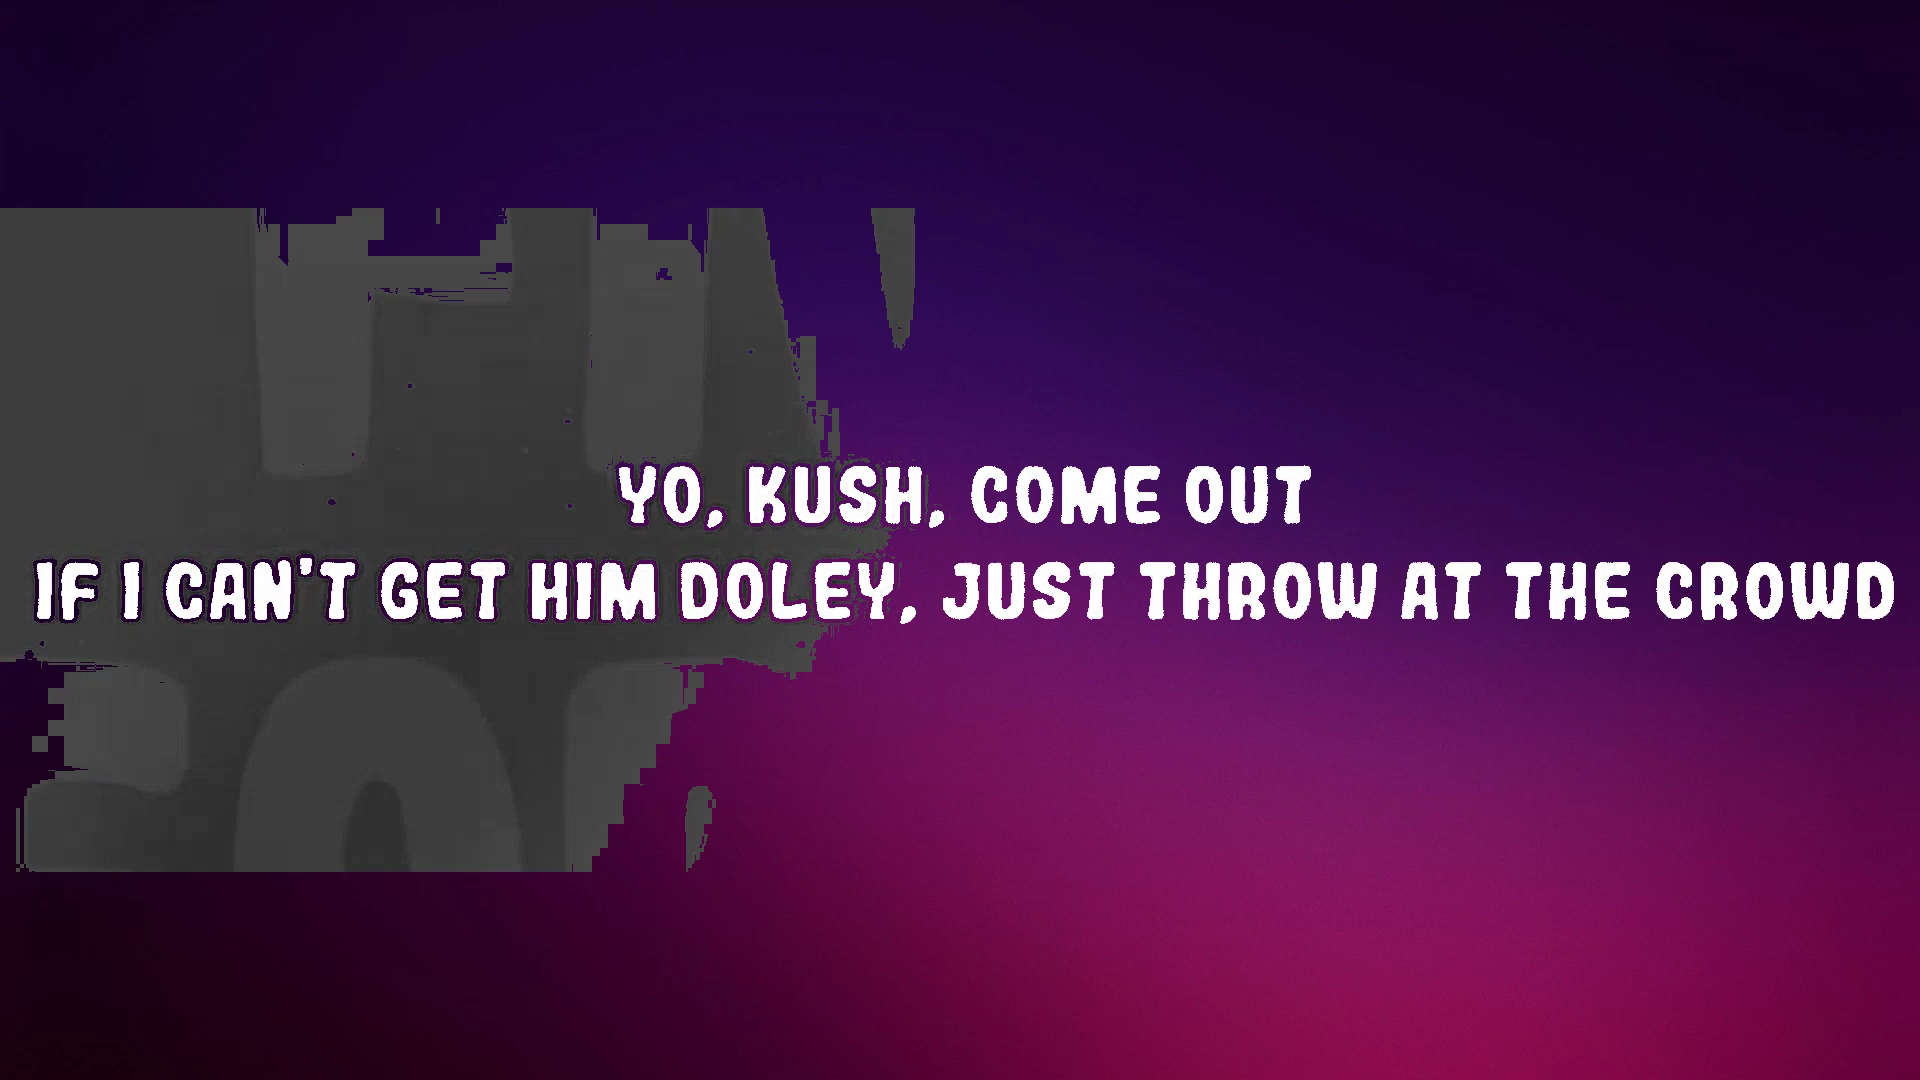 YO, KUSH, COME OUT
IF I CAN'T GET HIM DOLEY, JUST THROW AT THE CROWD